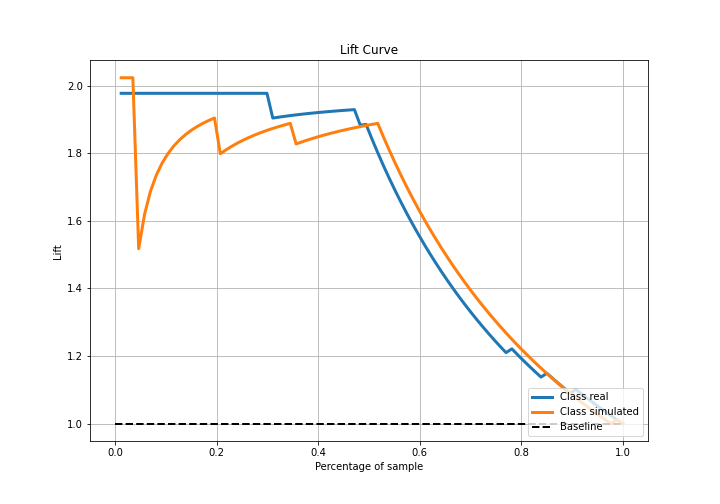 Lift Curve
Lift
2.0
1.8
1.6
1.4
1.2
1.0
0.0 0.2 0.4 0.6 0.8 1.0
Percentage of sample
Class real
Class simulated
Baseline